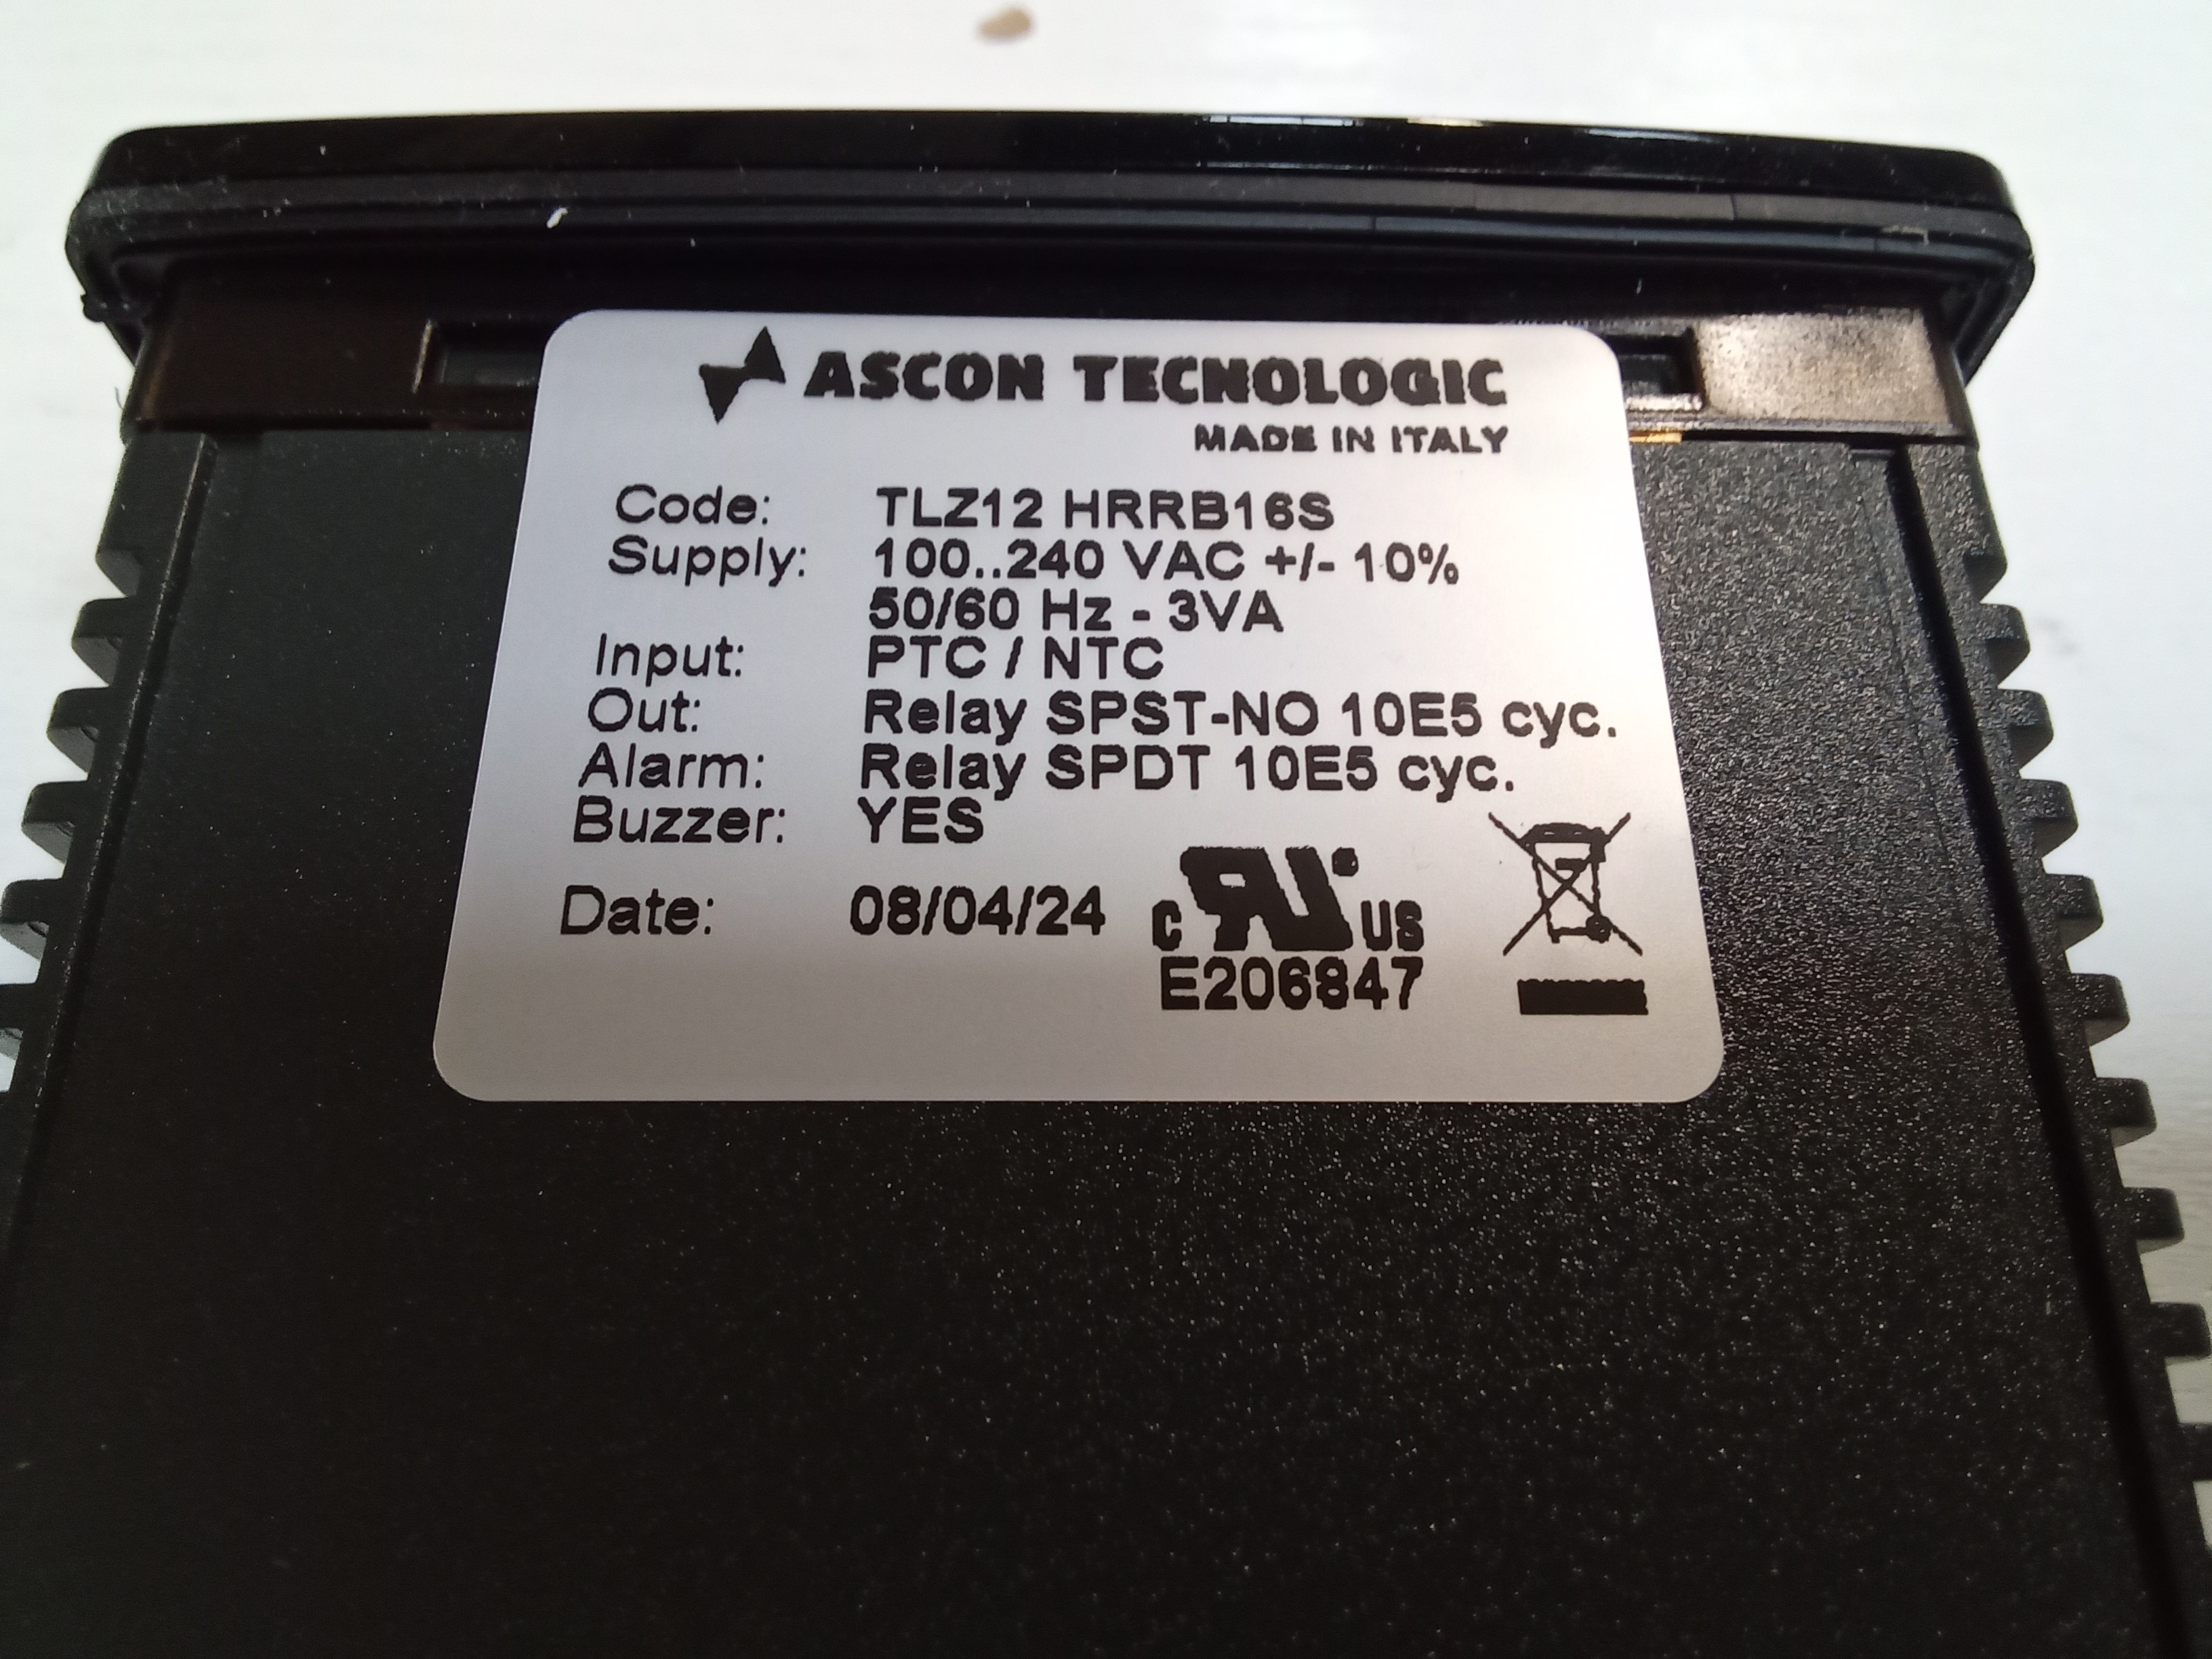 ASCON TECNOLOGIC
MADE IN ITALY
Code: TLZ12 HRRB16S
Supply: 100..240 VAC +/- 10%
50/60 Hz - 3VA
Input: PTC / NTC
Out: Relay SPST-NO 10E5 cyc.
Alarm: Relay SPDT 10E5 cyc.
Buzzer: YES
Date: 08/04/24
c RU US
E206847